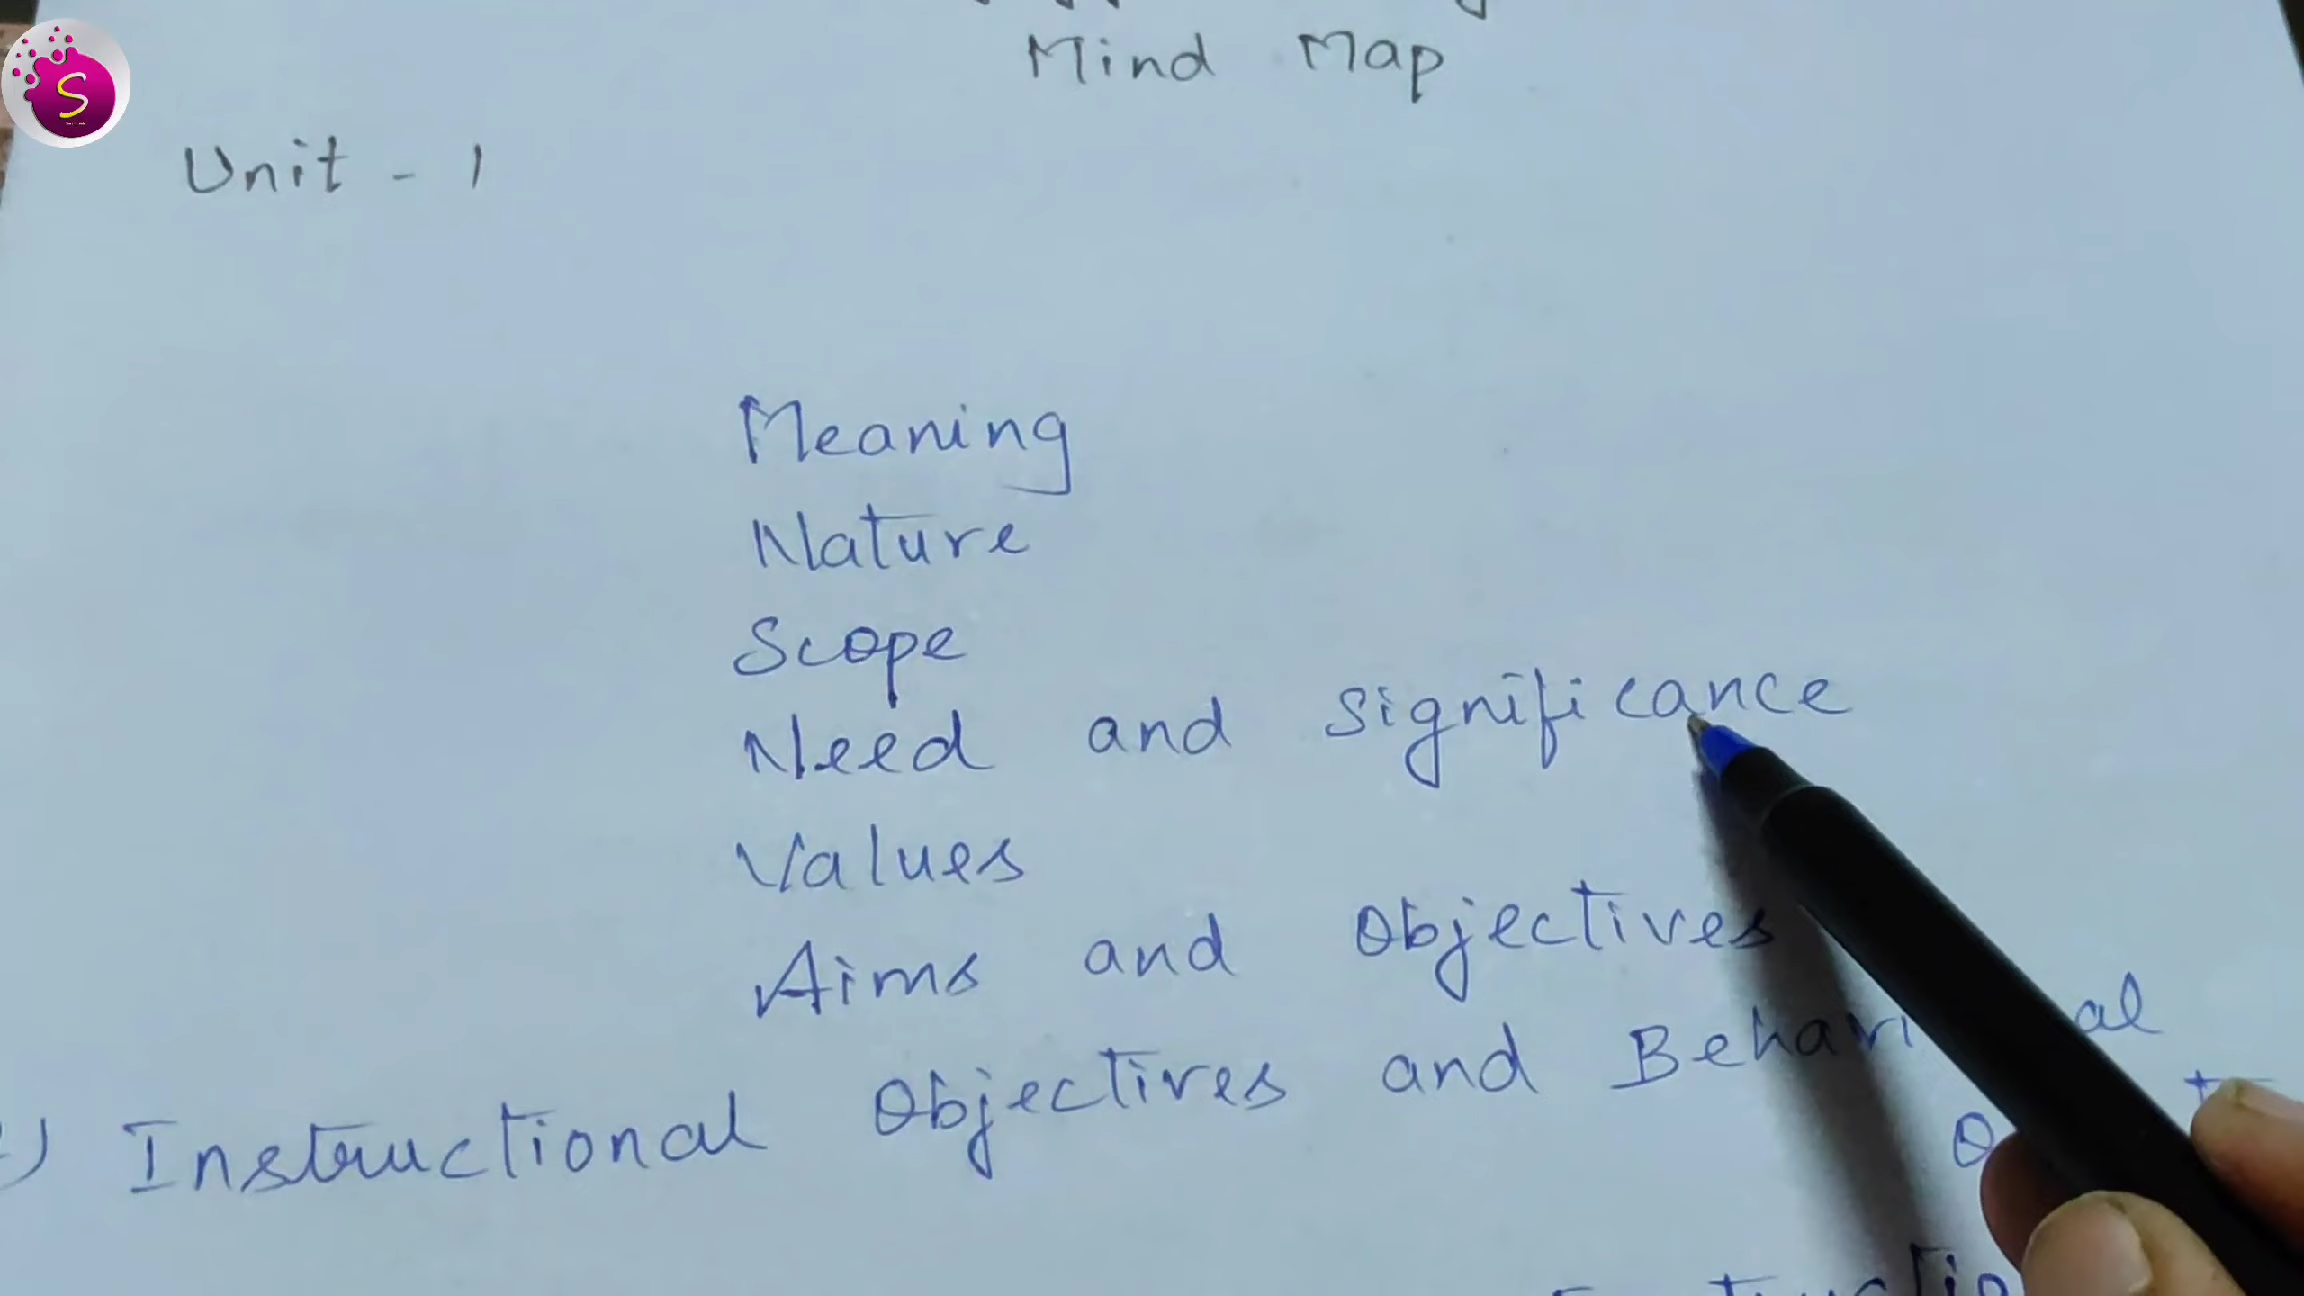 Mind Map
Unit - 1
Meaning
Nature
Scope
Need and significance
Values
Aims and Objectives
Instructional Objectives and
S